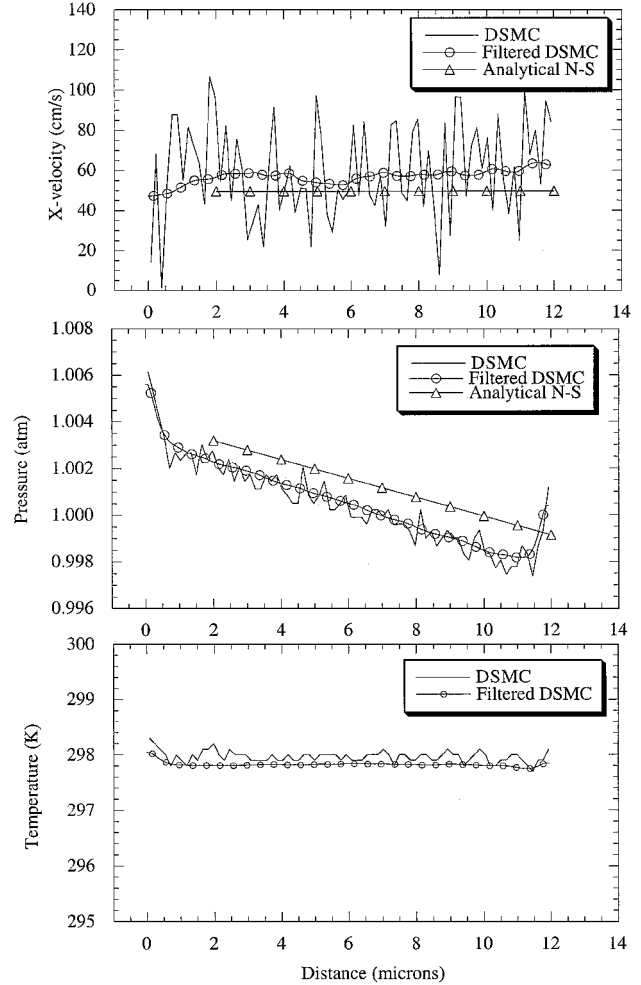 140
120
100
80
60
40
20
0
X-velocity (cm/s)
DSMC
Filtered DSMC
Analytical N-S
0 2 4 6 8 10 12 14
1.008
1.006
1.004
1.002
1.000
0.998
0.996
Pressure (atm)
DSMC
Filtered DSMC
Analytical N-S
0 2 4 6 8 10 12 14
300
299
298
297
296
295
Temperature (K)
DSMC
Filtered DSMC
0 2 4 6 8 10 12 14
Distance (microns)